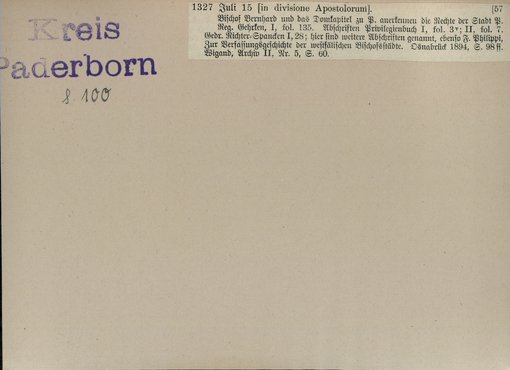 Kreis
Paderborn
S. 100
1327 Juli 15 [in divisione Apostolorum]. [57
Bischof Bernhard und das Domkapitel zu P. anerkennen die Rechte der Stadt P.
Reg. Gehrken, I, fol. 135. Abschriften Privilegienbuch I, fol. 3v; II, fol. 7.
Gedr. Richter-Spancken I, 28; hier sind weitere Abschriften genannt, ebenso F. Philippi,
Zur Verfassungsgeschichte der westfälischen Bischofsstädte. Osnabrück 1894, S. 98 ff.
Wigand, Archiv II, Nr. 5, S. 60.